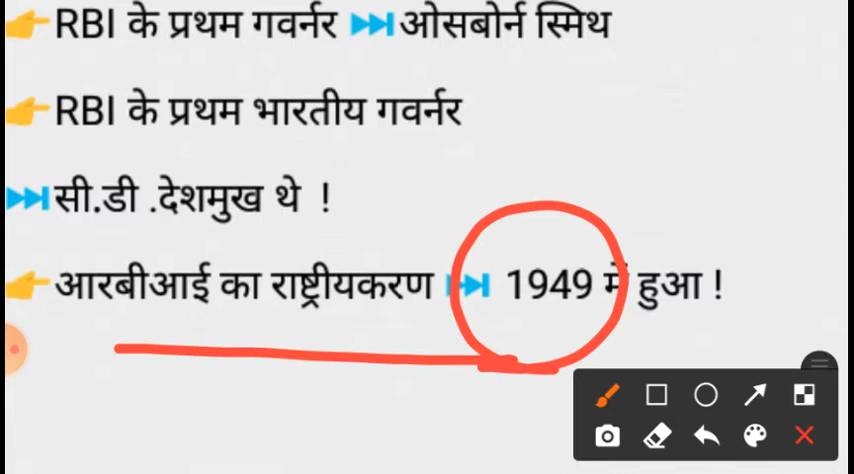 👉RBI के प्रथम गवर्नर ⏭ओसबोर्न स्मिथ
👉RBI के प्रथम भारतीय गवर्नर
⏭सी.डी .देशमुख थे !
👉आरबीआई का राष्ट्रीयकरण ⏭ 1949 में हुआ !